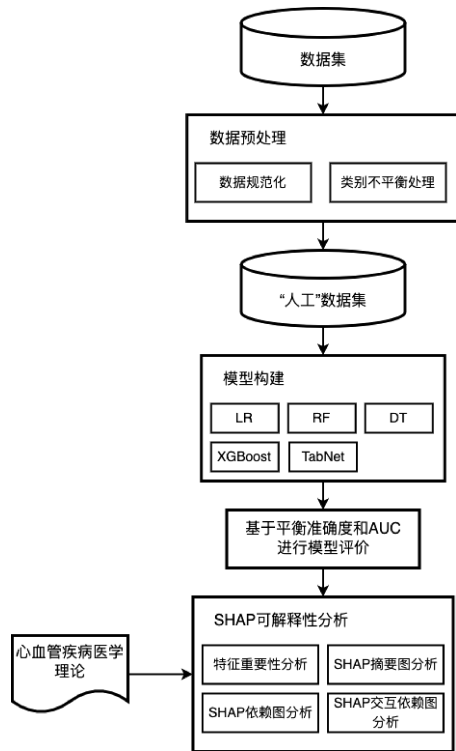 数据集
数据预处理
数据规范化
类别不平衡处理
“人工”数据集
模型构建
LR
RF
DT
XGBoost
TabNet
基于平衡准确度和AUC
进行模型评价
SHAP可解释性分析
心血管疾病医学
理论
特征重要性分析
SHAP摘要图分析
SHAP依赖图分析
SHAP交互依赖图
分析